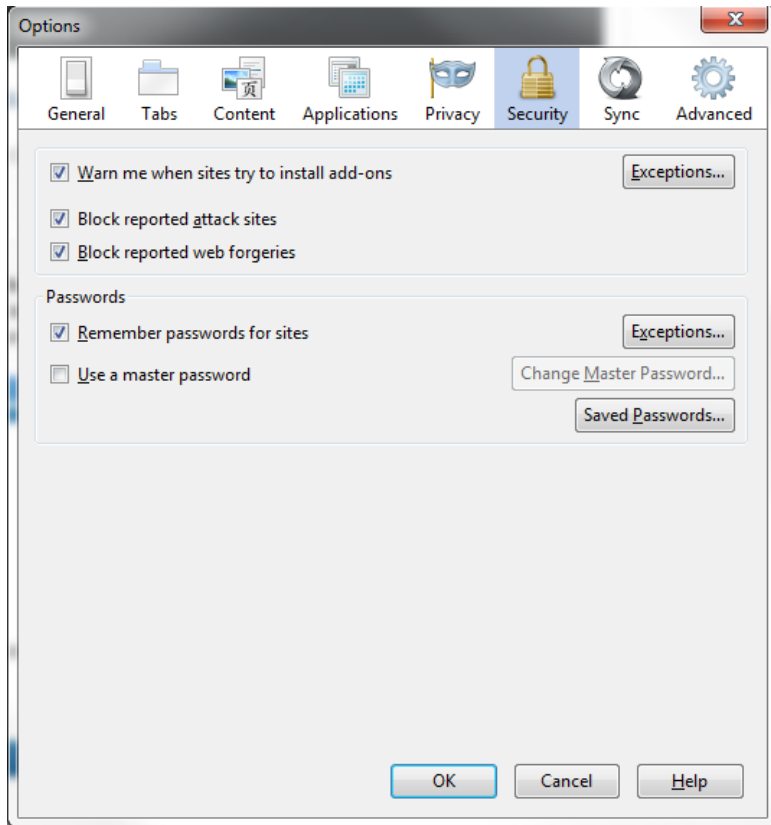 Options
General Tabs Content Applications Privacy Security Sync Advanced
Warn me when sites try to install add-ons Exceptions...
Block reported attack sites
Block reported web forgeries
Passwords
Remember passwords for sites Exceptions...
Use a master password Change Master Password...
Saved Passwords...
OK Cancel Help
页